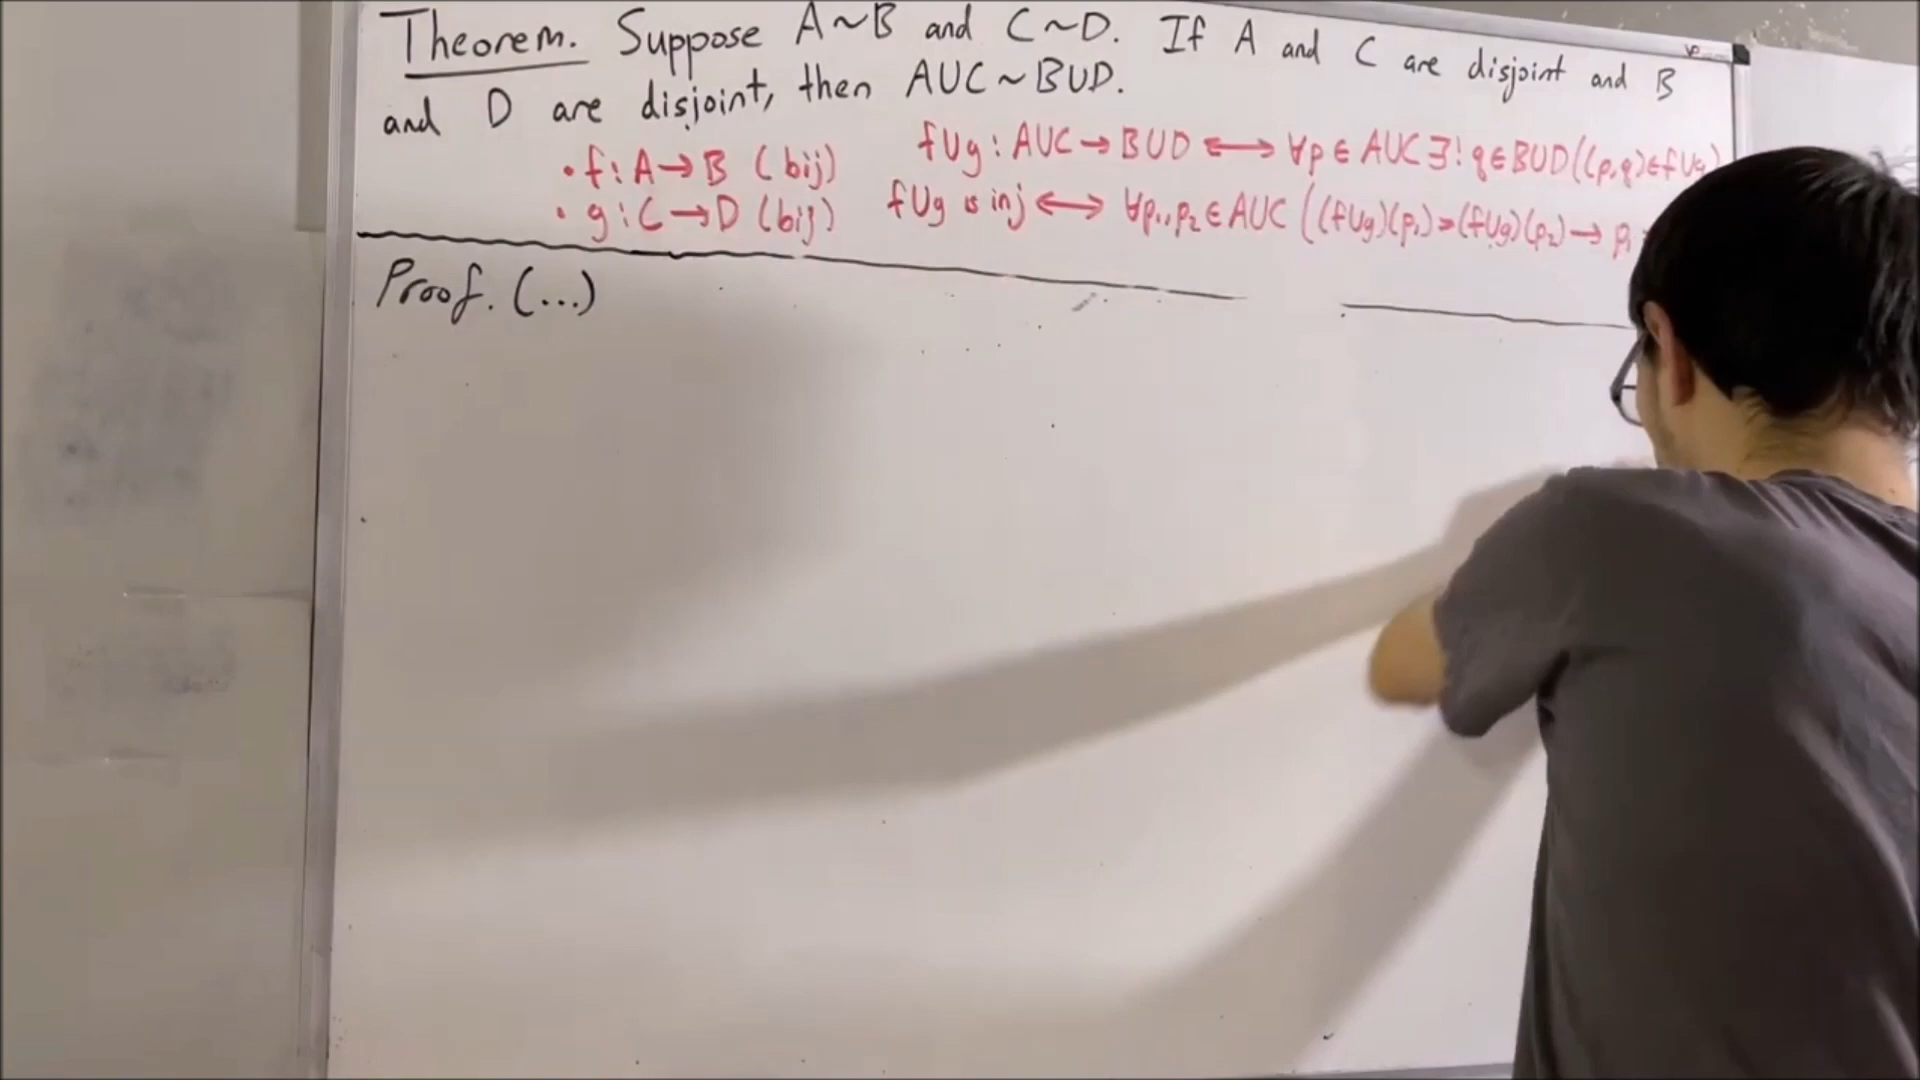 Theorem. Suppose A~B and C~D. If A and C are disjoint and B
and D are disjoint, then A∪C~B∪D.
• f: A→B (bij)
f∪g: A∪C→B∪D ⟷ ∀p∈A∪C ∃! q∈B∪D((p,q)∈f∪g)
• g: C→D (bij)
f∪g is inj ⟷ ∀p₁,p₂∈A∪C ((f∪g)(p₁)=(f∪g)(p₂)→ p₁ =
Proof. (...)